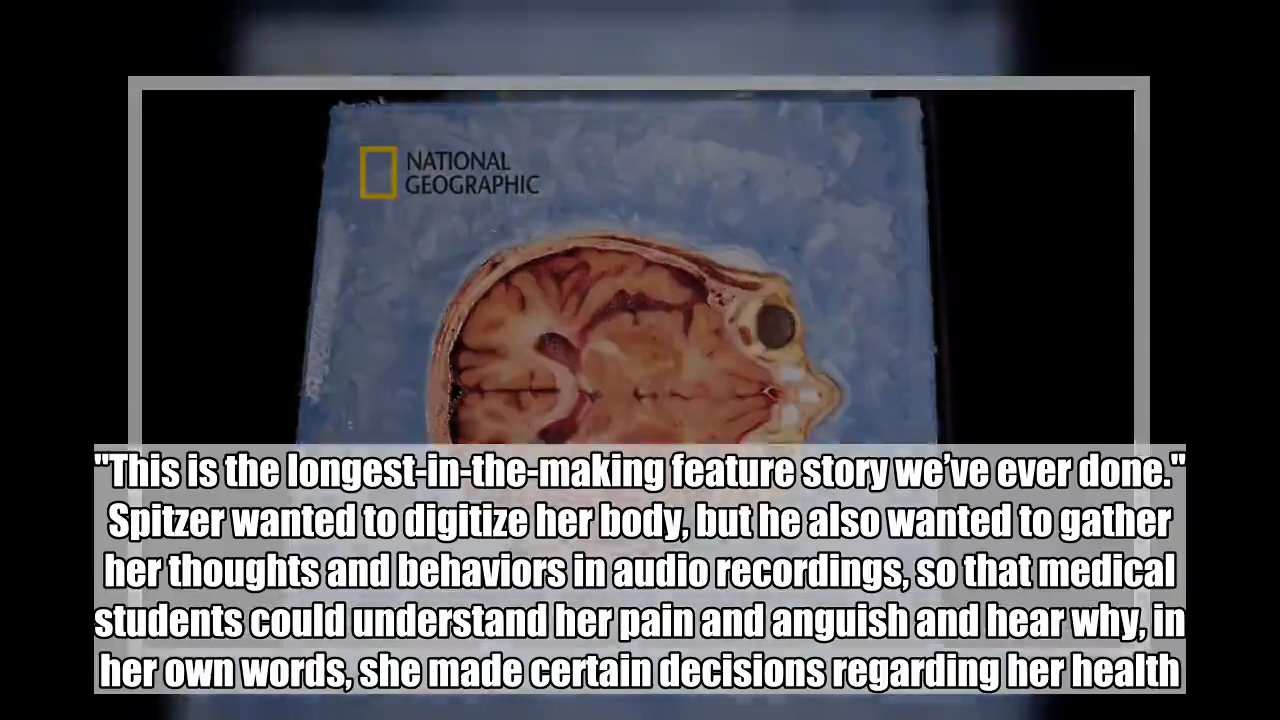 NATIONAL
GEOGRAPHIC
"This is the longest-in-the-making feature story we’ve ever done."
Spitzer wanted to digitize her body, but he also wanted to gather
her thoughts and behaviors in audio recordings, so that medical
students could understand her pain and anguish and hear why, in
her own words, she made certain decisions regarding her health